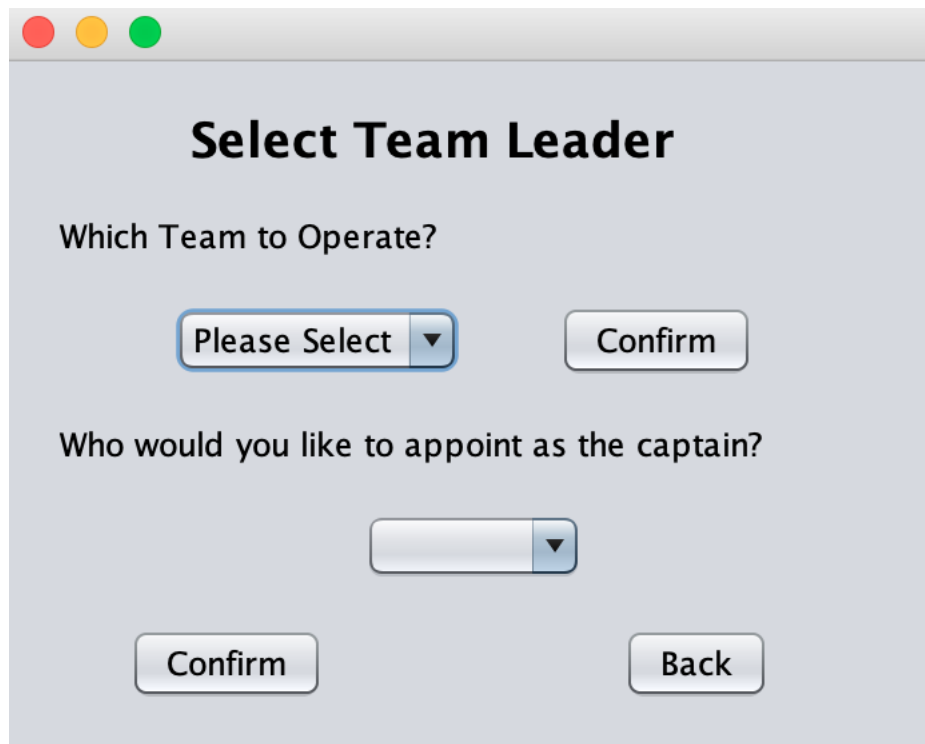 Select Team Leader
Which Team to Operate?
Please Select Confirm
Who would you like to appoint as the captain?
Confirm Back